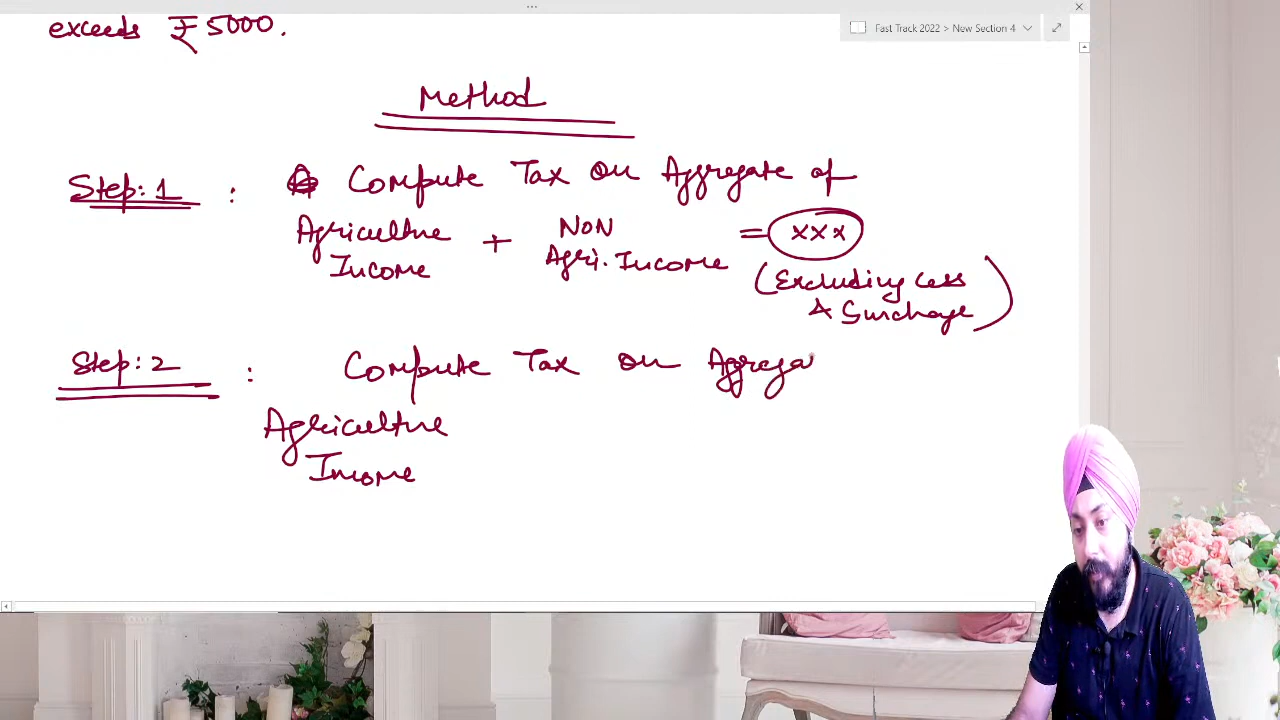 exceeds ₹ 5000.
Fast Track 2022 > New Section 4
Method
Step: 1 : Compute Tax on Aggregate of
Agriculture Income + Non Agri. Income = xxx
(Excluding Cess & Surcharge)
Step: 2 : Compute Tax on Aggrega
Agriculture
Income